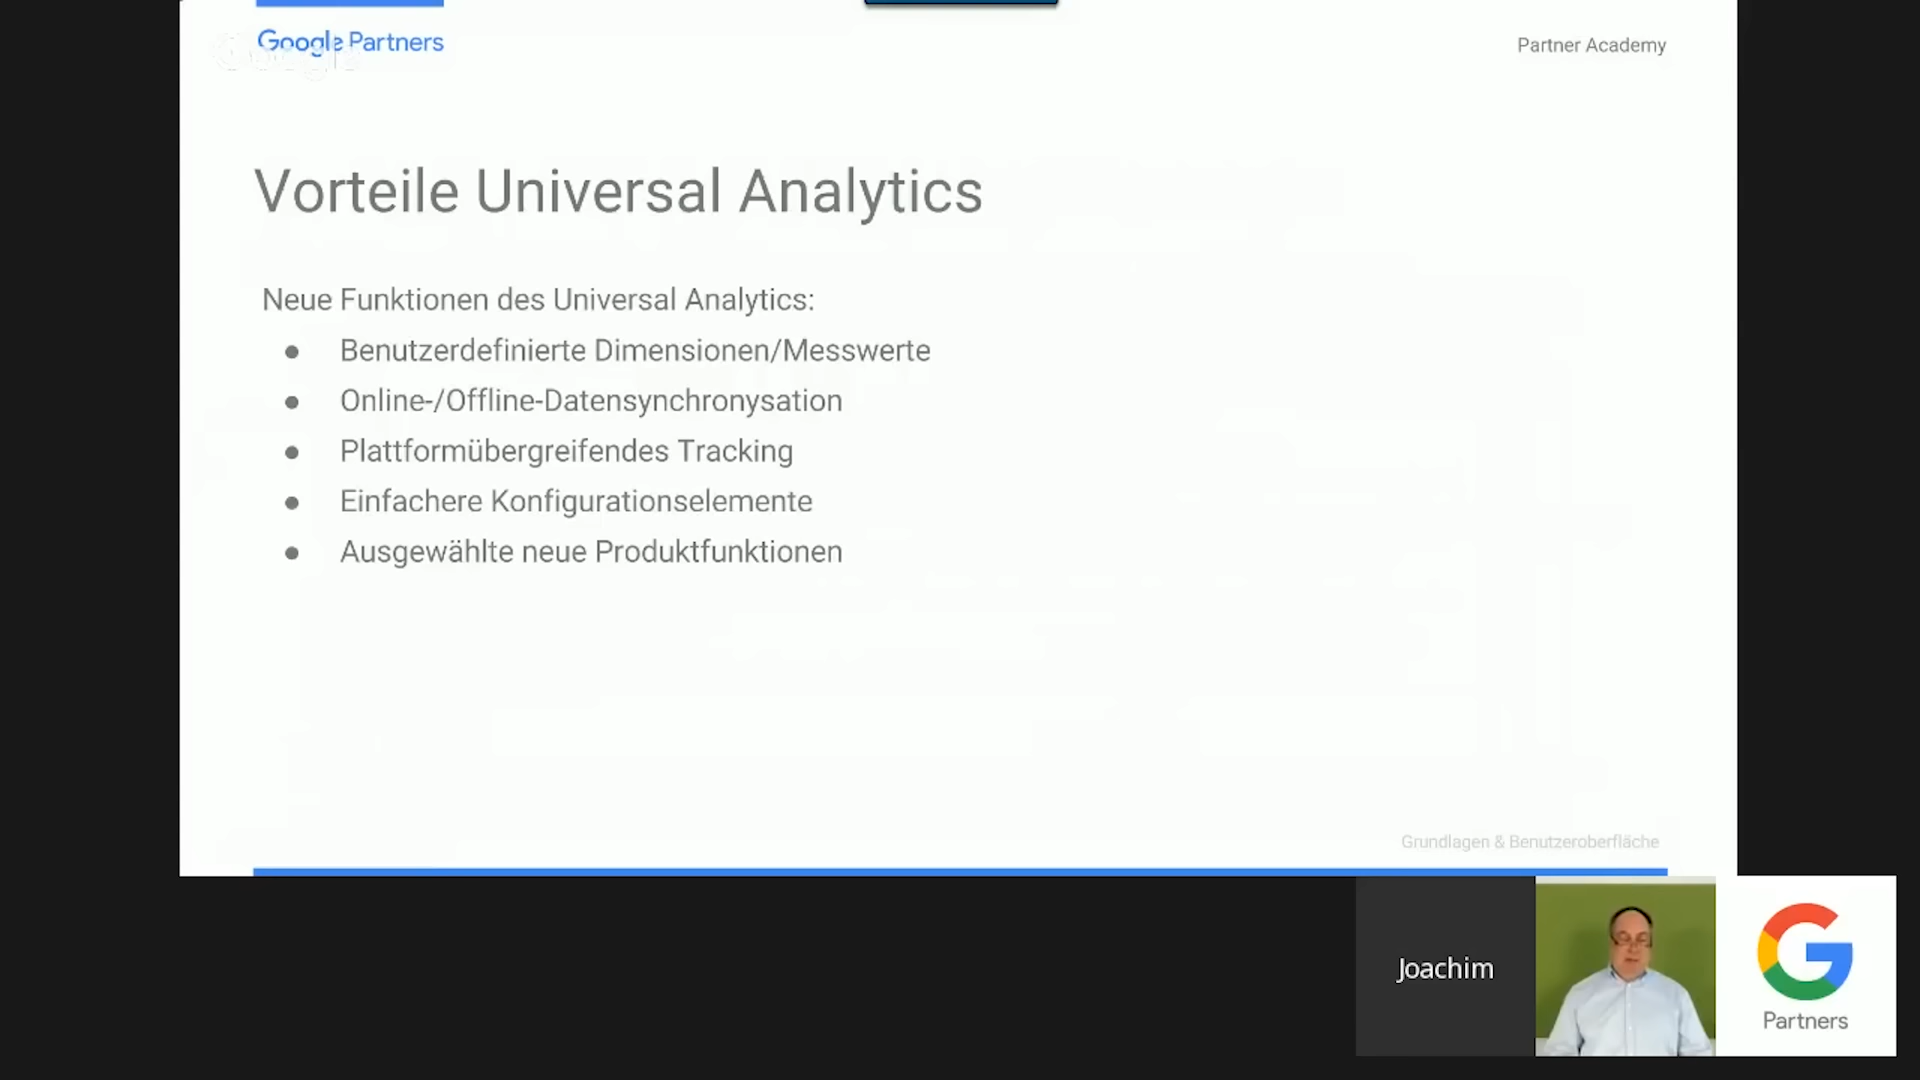 Google Partners
Partner Academy
Vorteile Universal Analytics
Neue Funktionen des Universal Analytics:
● Benutzerdefinierte Dimensionen/Messwerte
● Online-/Offline-Datensynchronysation
● Plattformübergreifendes Tracking
● Einfachere Konfigurationselemente
● Ausgewählte neue Produktfunktionen
Grundlagen & Benutzeroberfläche
Joachim
G
Partners